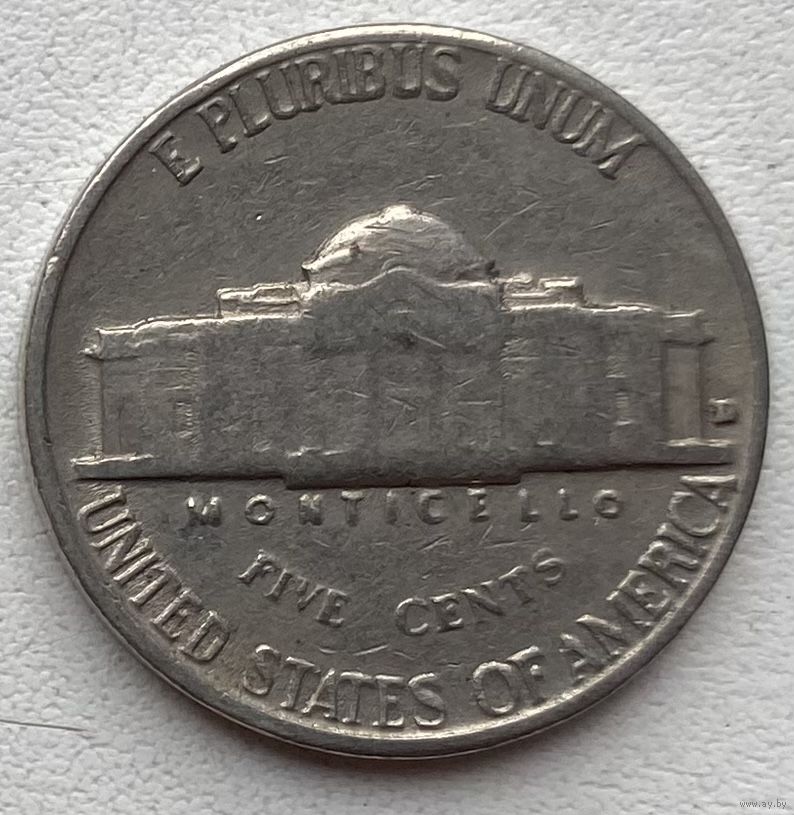 E PLURIBUS UNUM
D
MONTICELLO
FIVE CENTS
UNITED STATES OF AMERICA
www.ay.by